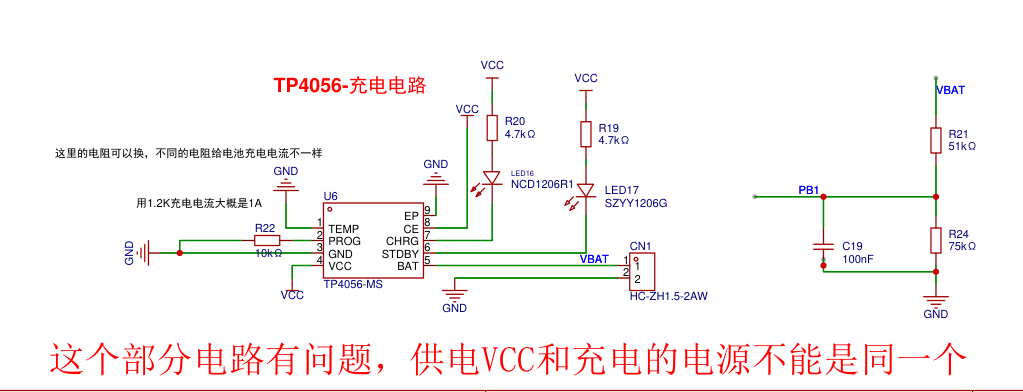 TP4056-充电电路
VCC
VCC
VCC
R20
4.7kΩ
R19
4.7kΩ
LED16
NCD1206R1
LED17
SZYY1206G
这里的电阻可以换，不同的电阻给电池充电电流不一样
用1.2K充电电流大概是1A
GND
GND
GND
R22
10kΩ
VCC
U6
1 TEMP
2 PROG
3 GND
4 VCC
EP 9
CE 8
CHRG 7
STDBY 6
BAT 5
TP4056-MS
VBAT
GND
CN1
1 1
2 2
HC-ZH1.5-2AW
VBAT
R21
51kΩ
PB1
C19
100nF
R24
75kΩ
GND
这个部分电路有问题，供电VCC和充电的电源不能是同一个